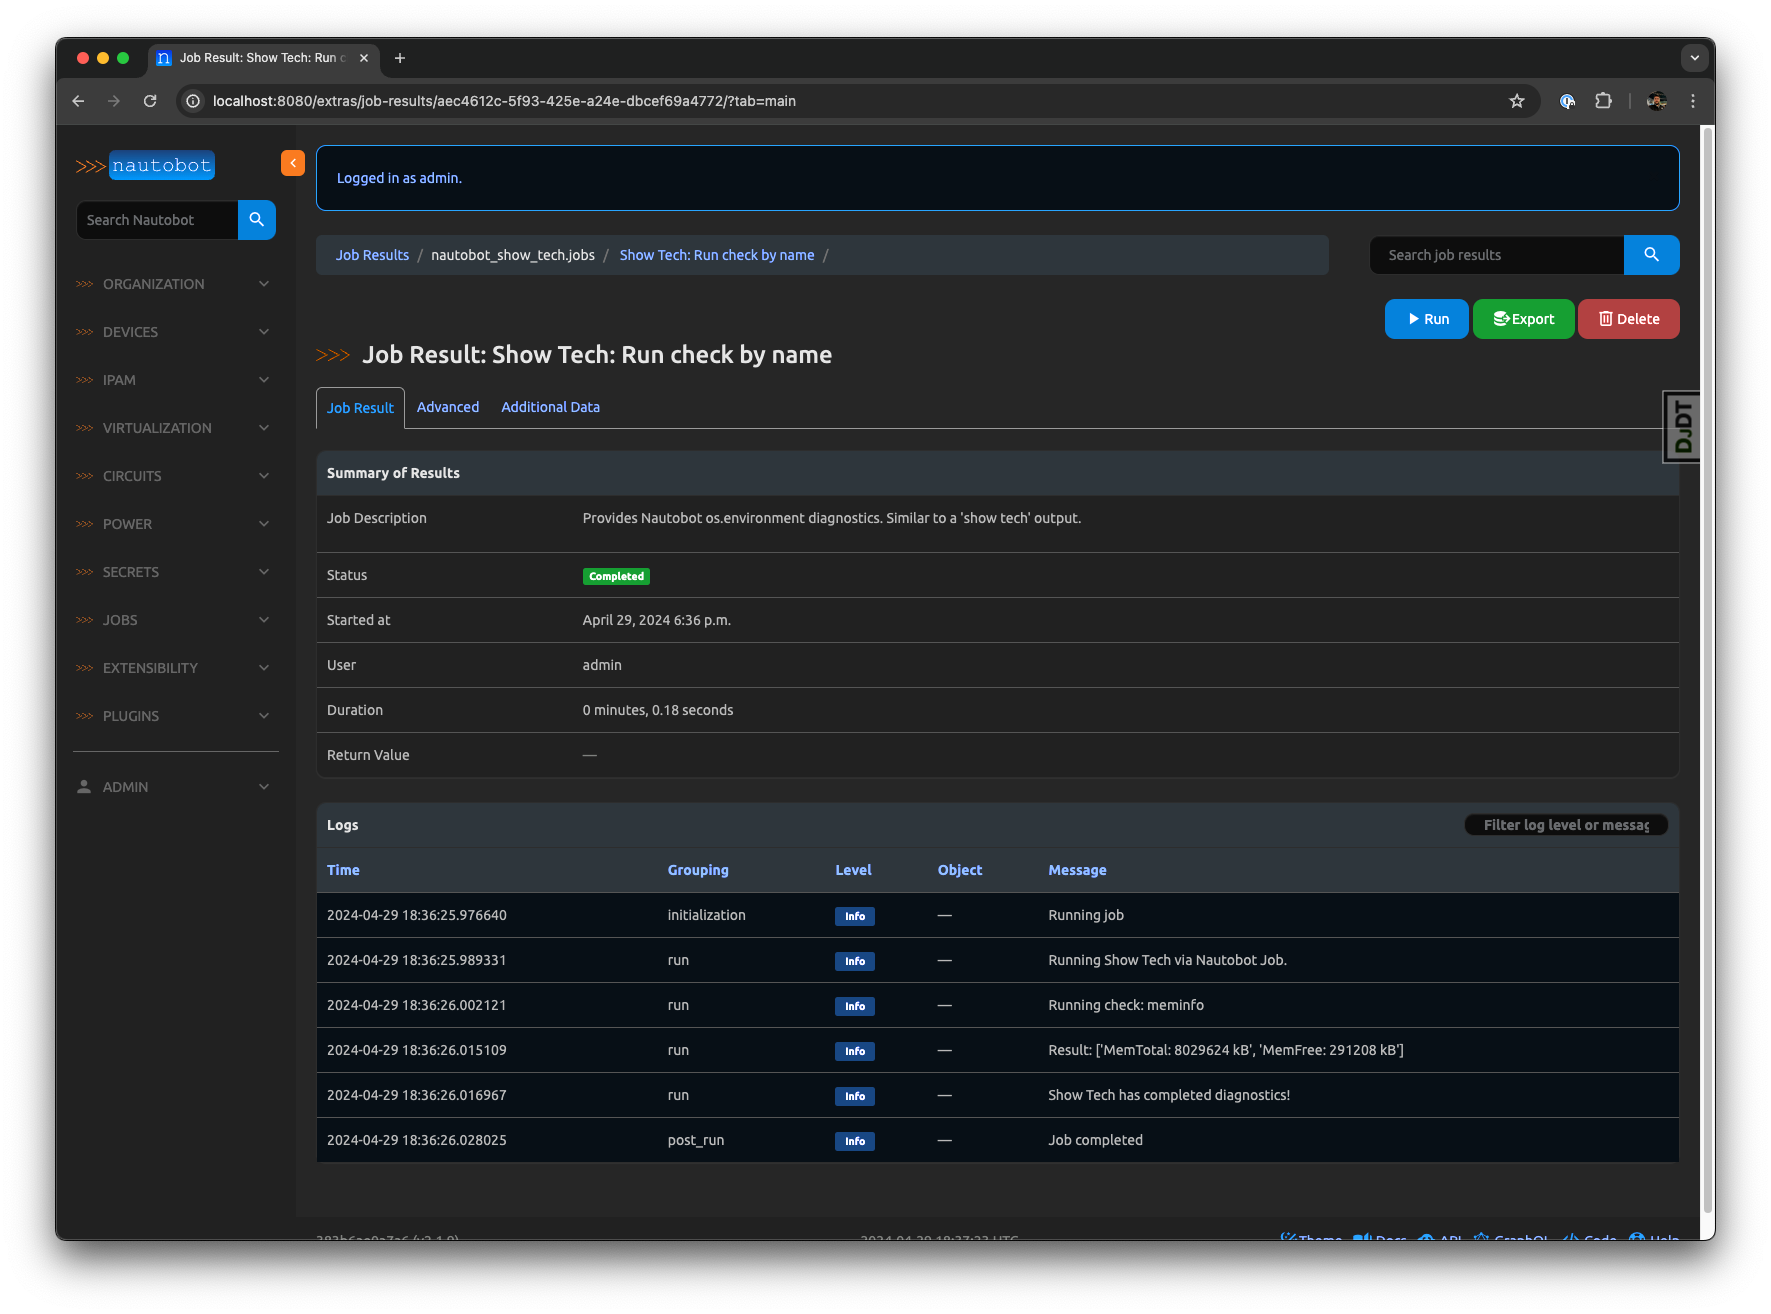 Job Result: Show Tech: Run c
localhost:8080/extras/job-results/aec4612c-5f93-425e-a24e-dbcef69a4772/?tab=main
>>> nautobot
Search Nautobot
ORGANIZATION
DEVICES
IPAM
VIRTUALIZATION
CIRCUITS
POWER
SECRETS
JOBS
EXTENSIBILITY
PLUGINS
ADMIN
Logged in as admin.
Job Results / nautobot_show_tech.jobs / Show Tech: Run check by name /
Search job results
Run Export Delete
>>> Job Result: Show Tech: Run check by name
Job Result Advanced Additional Data
DJDT
Summary of Results
Job Description Provides Nautobot os.environment diagnostics. Similar to a 'show tech' output.
Status Completed
Started at April 29, 2024 6:36 p.m.
User admin
Duration 0 minutes, 0.18 seconds
Return Value —
Logs Filter log level or messag
Time Grouping Level Object Message
2024-04-29 18:36:25.976640 initialization Info — Running job
2024-04-29 18:36:25.989331 run Info — Running Show Tech via Nautobot Job.
2024-04-29 18:36:26.002121 run Info — Running check: meminfo
2024-04-29 18:36:26.015109 run Info — Result: ['MemTotal: 8029624 kB', 'MemFree: 291208 kB']
2024-04-29 18:36:26.016967 run Info — Show Tech has completed diagnostics!
2024-04-29 18:36:26.028025 post_run Info — Job completed
Theme Docs API GraphQL Code Help